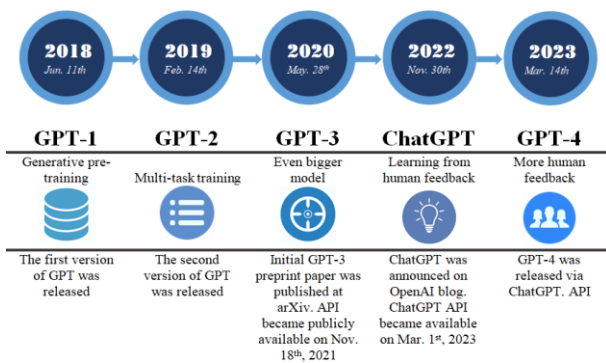 2018
Jun. 11th
2019
Feb. 14th
2020
May. 28th
2022
Nov. 30th
2023
Mar. 14th
GPT-1
GPT-2
GPT-3
ChatGPT
GPT-4
Generative pre-
training
Multi-task training
Even bigger
model
Learning from
human feedback
More human
feedback
The first version
of GPT was
released
The second
version of GPT
was released
Initial GPT-3
preprint paper was
published at
arXiv. API
became publicly
available on Nov.
18th, 2021
ChatGPT was
announced on
OpenAI blog.
ChatGPT API
became available
on Mar. 1st, 2023
GPT-4 was
released via
ChatGPT. API